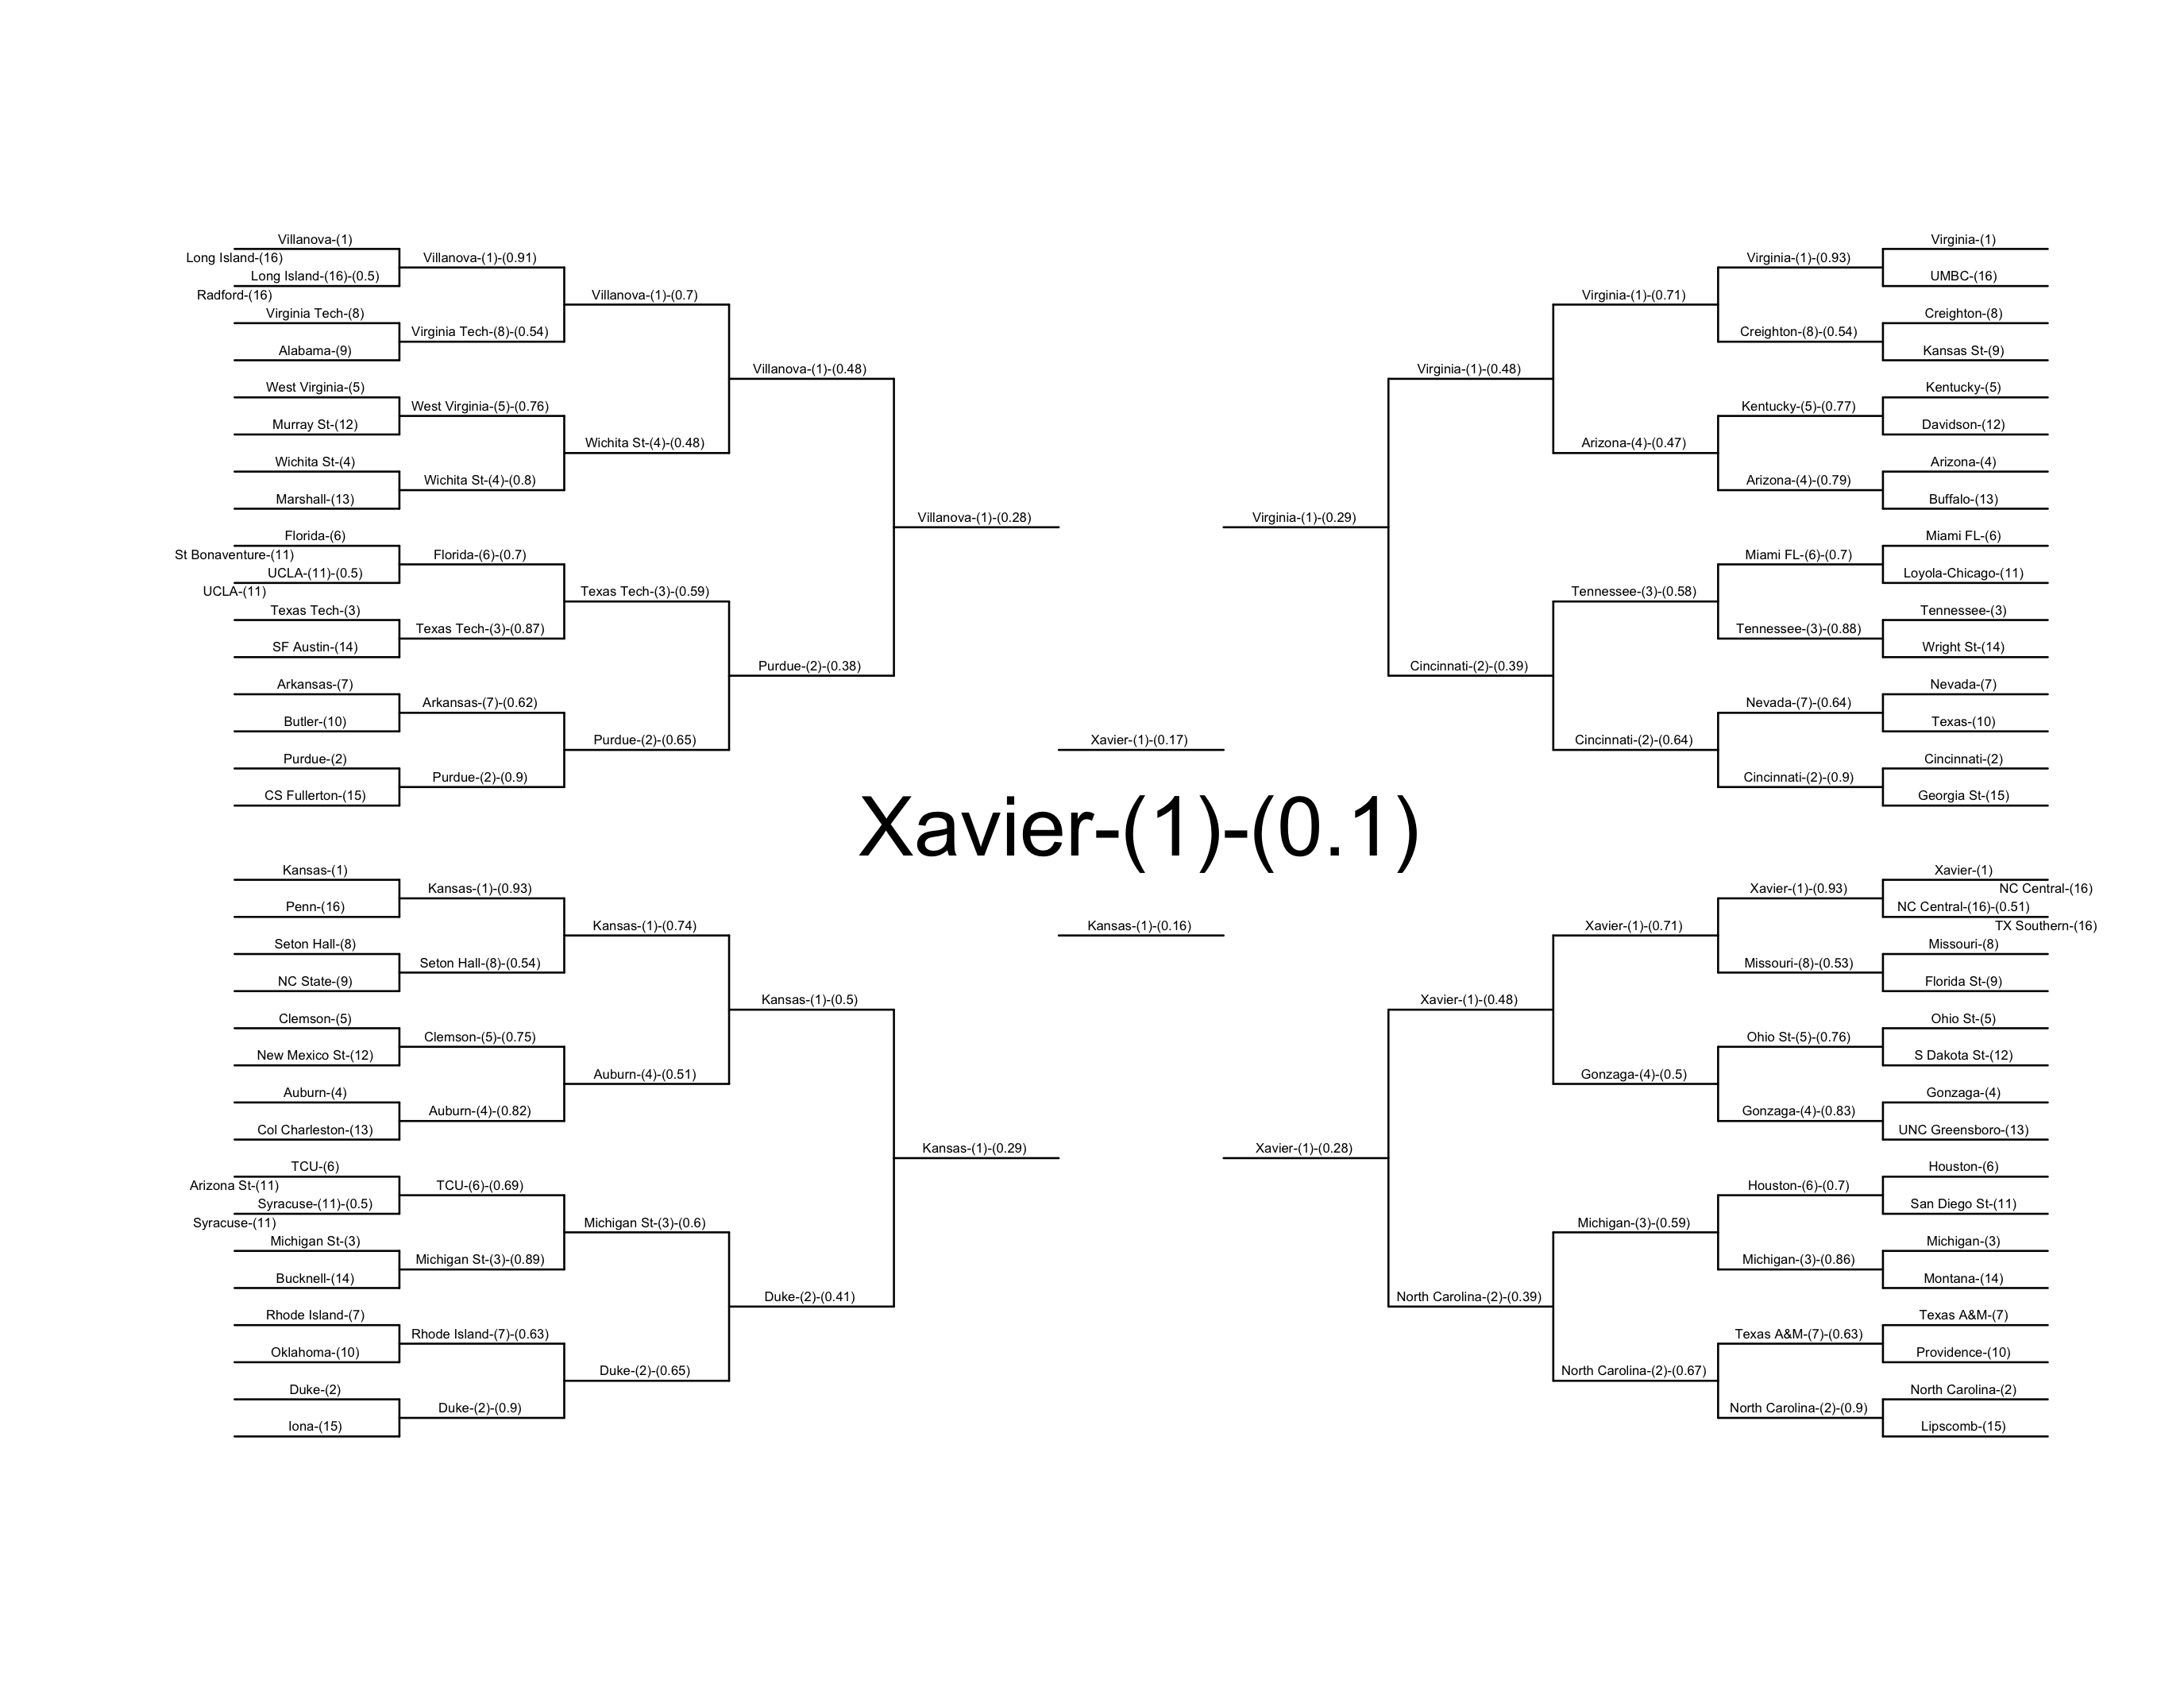 Villanova-(1)
Long Island-(16)
Long Island-(16)-(0.5)
Radford-(16)
Virginia Tech-(8)
Alabama-(9)
West Virginia-(5)
Murray St-(12)
Wichita St-(4)
Marshall-(13)
Florida-(6)
St Bonaventure-(11)
UCLA-(11)-(0.5)
UCLA-(11)
Texas Tech-(3)
SF Austin-(14)
Arkansas-(7)
Butler-(10)
Purdue-(2)
CS Fullerton-(15)
Villanova-(1)-(0.91)
Virginia Tech-(8)-(0.54)
West Virginia-(5)-(0.76)
Wichita St-(4)-(0.8)
Florida-(6)-(0.7)
Texas Tech-(3)-(0.87)
Arkansas-(7)-(0.62)
Purdue-(2)-(0.9)
Villanova-(1)-(0.7)
Wichita St-(4)-(0.48)
Texas Tech-(3)-(0.59)
Purdue-(2)-(0.65)
Villanova-(1)-(0.48)
Purdue-(2)-(0.38)
Villanova-(1)-(0.28)
Kansas-(1)
Penn-(16)
Seton Hall-(8)
NC State-(9)
Clemson-(5)
New Mexico St-(12)
Auburn-(4)
Col Charleston-(13)
TCU-(6)
Arizona St-(11)
Syracuse-(11)-(0.5)
Syracuse-(11)
Michigan St-(3)
Bucknell-(14)
Rhode Island-(7)
Oklahoma-(10)
Duke-(2)
Iona-(15)
Kansas-(1)-(0.93)
Seton Hall-(8)-(0.54)
Clemson-(5)-(0.75)
Auburn-(4)-(0.82)
TCU-(6)-(0.69)
Michigan St-(3)-(0.89)
Rhode Island-(7)-(0.63)
Duke-(2)-(0.9)
Kansas-(1)-(0.74)
Auburn-(4)-(0.51)
Michigan St-(3)-(0.6)
Duke-(2)-(0.65)
Kansas-(1)-(0.5)
Duke-(2)-(0.41)
Kansas-(1)-(0.29)
Xavier-(1)-(0.17)
Xavier-(1)-(0.1)
Kansas-(1)-(0.16)
Virginia-(1)-(0.29)
Virginia-(1)-(0.48)
Cincinnati-(2)-(0.39)
Virginia-(1)-(0.71)
Arizona-(4)-(0.47)
Tennessee-(3)-(0.58)
Cincinnati-(2)-(0.64)
Virginia-(1)-(0.93)
Creighton-(8)-(0.54)
Kentucky-(5)-(0.77)
Arizona-(4)-(0.79)
Miami FL-(6)-(0.7)
Tennessee-(3)-(0.88)
Nevada-(7)-(0.64)
Cincinnati-(2)-(0.9)
Virginia-(1)
UMBC-(16)
Creighton-(8)
Kansas St-(9)
Kentucky-(5)
Davidson-(12)
Arizona-(4)
Buffalo-(13)
Miami FL-(6)
Loyola-Chicago-(11)
Tennessee-(3)
Wright St-(14)
Nevada-(7)
Texas-(10)
Cincinnati-(2)
Georgia St-(15)
Xavier-(1)-(0.28)
Xavier-(1)-(0.48)
North Carolina-(2)-(0.39)
Xavier-(1)-(0.71)
Gonzaga-(4)-(0.5)
Michigan-(3)-(0.59)
North Carolina-(2)-(0.67)
Xavier-(1)-(0.93)
Missouri-(8)-(0.53)
Ohio St-(5)-(0.76)
Gonzaga-(4)-(0.83)
Houston-(6)-(0.7)
Michigan-(3)-(0.86)
Texas A&M-(7)-(0.63)
North Carolina-(2)-(0.9)
Xavier-(1)
NC Central-(16)
NC Central-(16)-(0.51)
TX Southern-(16)
Missouri-(8)
Florida St-(9)
Ohio St-(5)
S Dakota St-(12)
Gonzaga-(4)
UNC Greensboro-(13)
Houston-(6)
San Diego St-(11)
Michigan-(3)
Montana-(14)
Texas A&M-(7)
Providence-(10)
North Carolina-(2)
Lipscomb-(15)